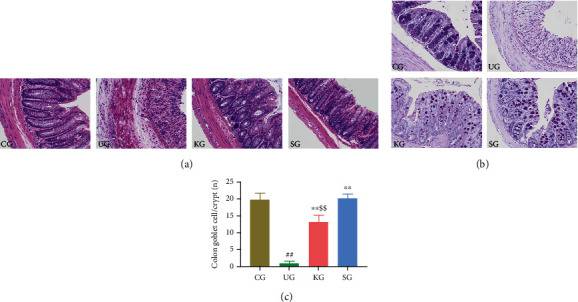 CG
UG
KG
SG
(a)
CG
UG
KG
SG
(b)
Colon goblet cell/crypt (n)
25
20
15
10
5
0
##
**$$
**
CG
UG
KG
SG
(c)